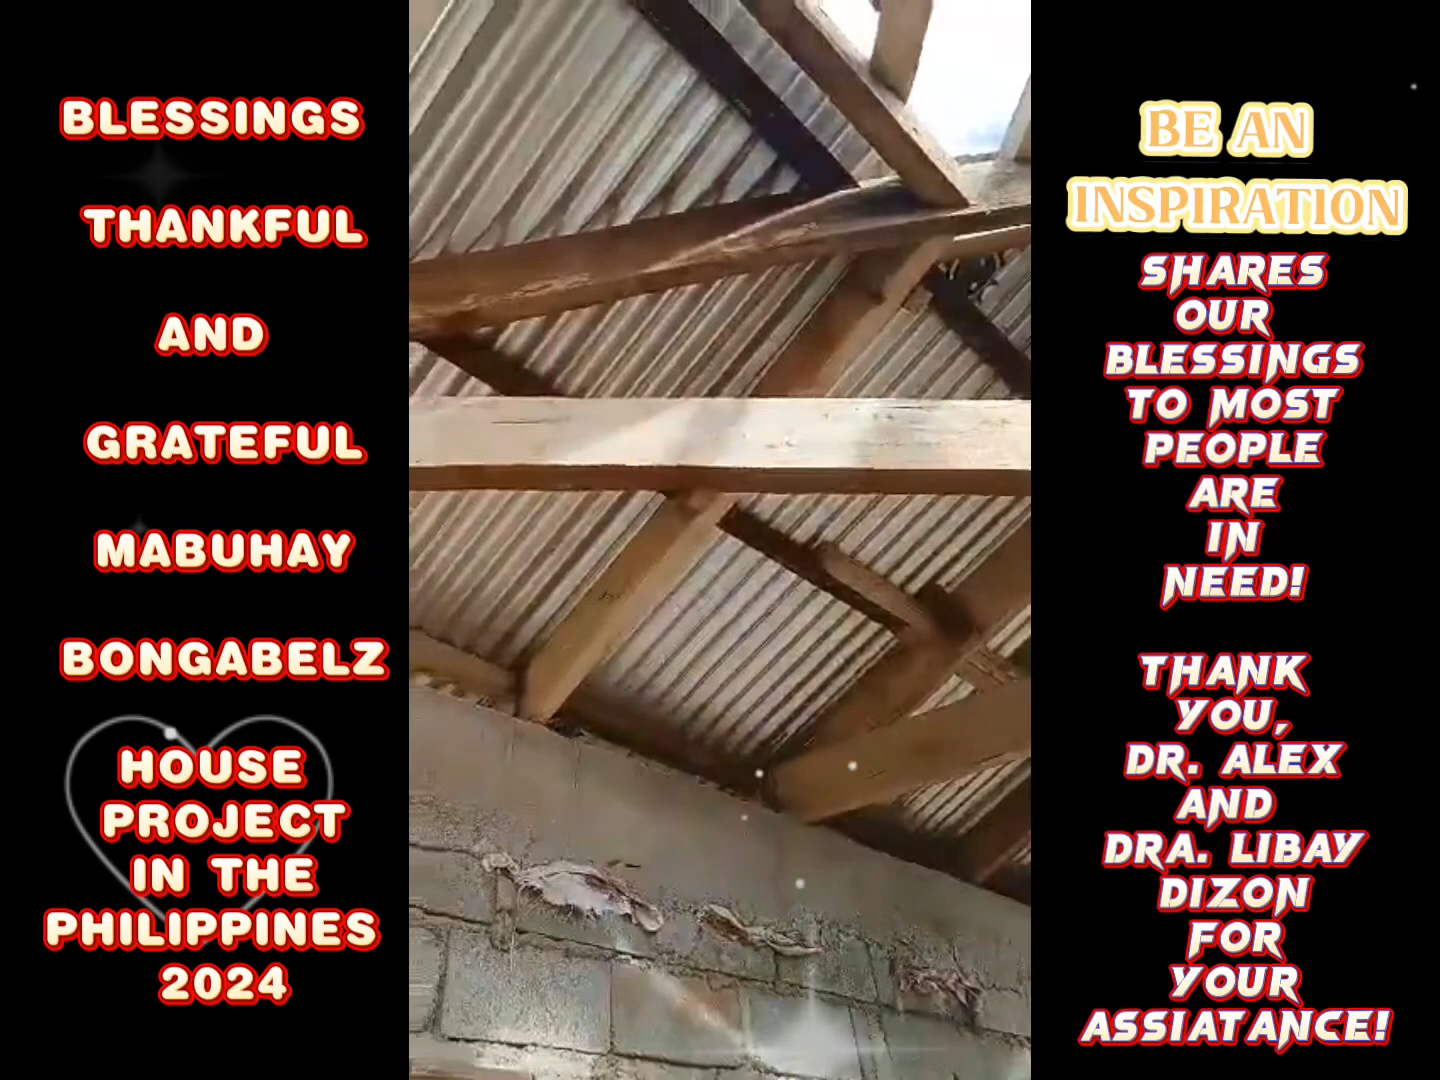 BLESSINGS
THANKFUL
AND
GRATEFUL
MABUHAY
BONGABELZ
HOUSE
PROJECT
IN THE
PHILIPPINES
2024
BE AN
INSPIRATION
SHARES
OUR
BLESSINGS
TO MOST
PEOPLE
ARE
IN
NEED!
THANK
YOU,
DR. ALEX
AND
DRA. LIBAY
DIZON
FOR
YOUR
ASSIATANCE!